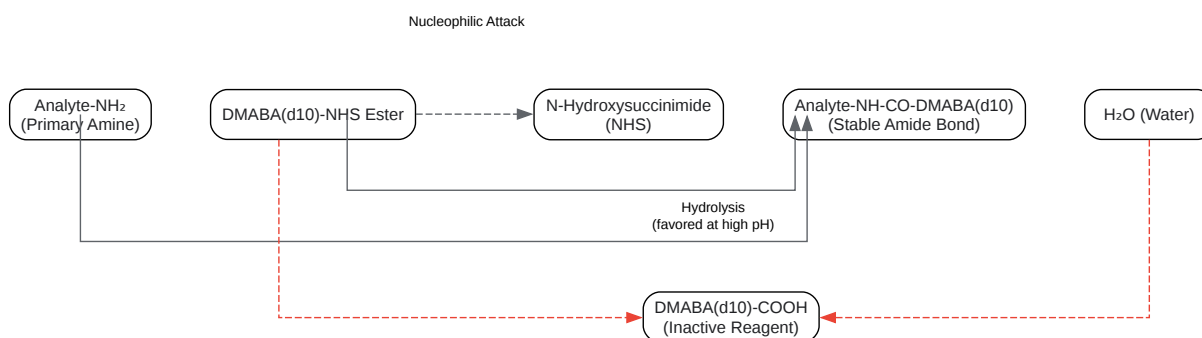 Nucleophilic Attack
Analyte-NH₂
(Primary Amine)
DMABA(d10)-NHS Ester
N-Hydroxysuccinimide
(NHS)
Analyte-NH-CO-DMABA(d10)
(Stable Amide Bond)
H₂O (Water)
Hydrolysis
(favored at high pH)
DMABA(d10)-COOH
(Inactive Reagent)